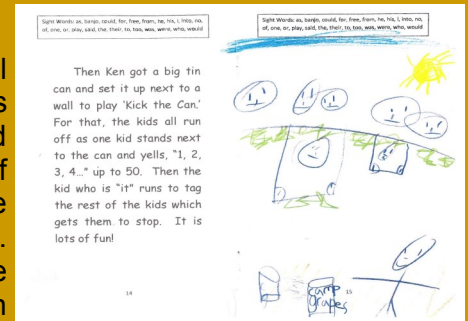 Sight Words: as, banjo, could, for, free, from, he, his, I, into, no,
of, one, or, play, said, the, their, to, too, was, were, who, would
Then Ken got a big tin
can and set it up next to a
wall to play 'Kick the Can.'
For that, the kids all run
off as one kid stands next
to the can and yells, "1, 2,
3, 4..." up to 50. Then the
kid who is "it" runs to tag
the rest of the kids which
gets them to stop. It is
lots of fun!
14
Sight Words: as, banjo, could, for, free, from, he, his, I, into, no,
of, one, or, play, said, the, their, to, too, was, were, who, would
camp
grapes
15